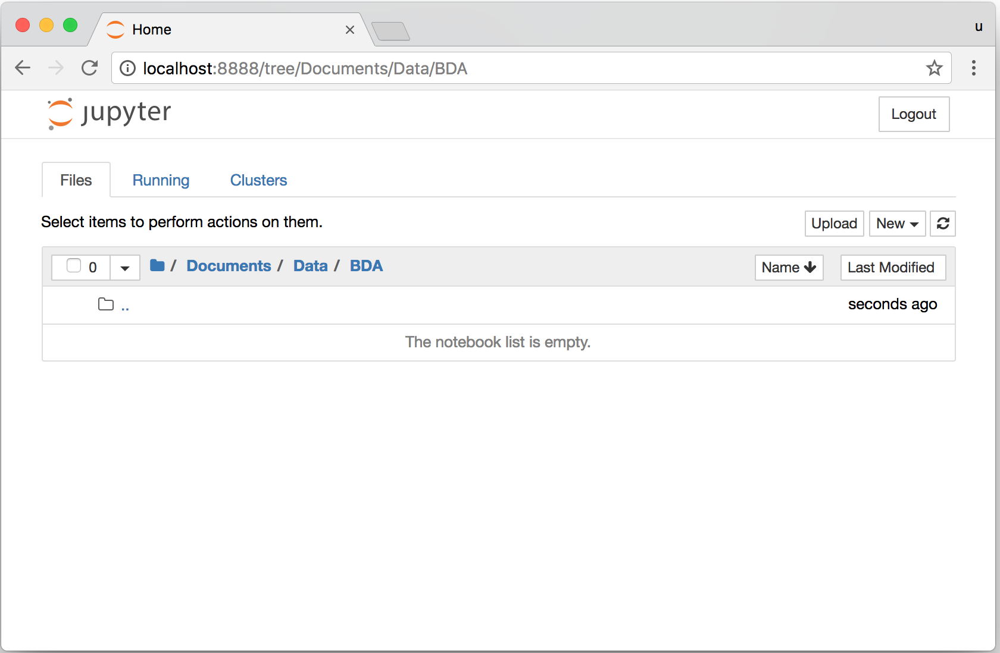 Home
u
localhost:8888/tree/Documents/Data/BDA
jupyter
Logout
Files Running Clusters
Select items to perform actions on them.
Upload New
0 / Documents / Data / BDA Name Last Modified
.. seconds ago
The notebook list is empty.